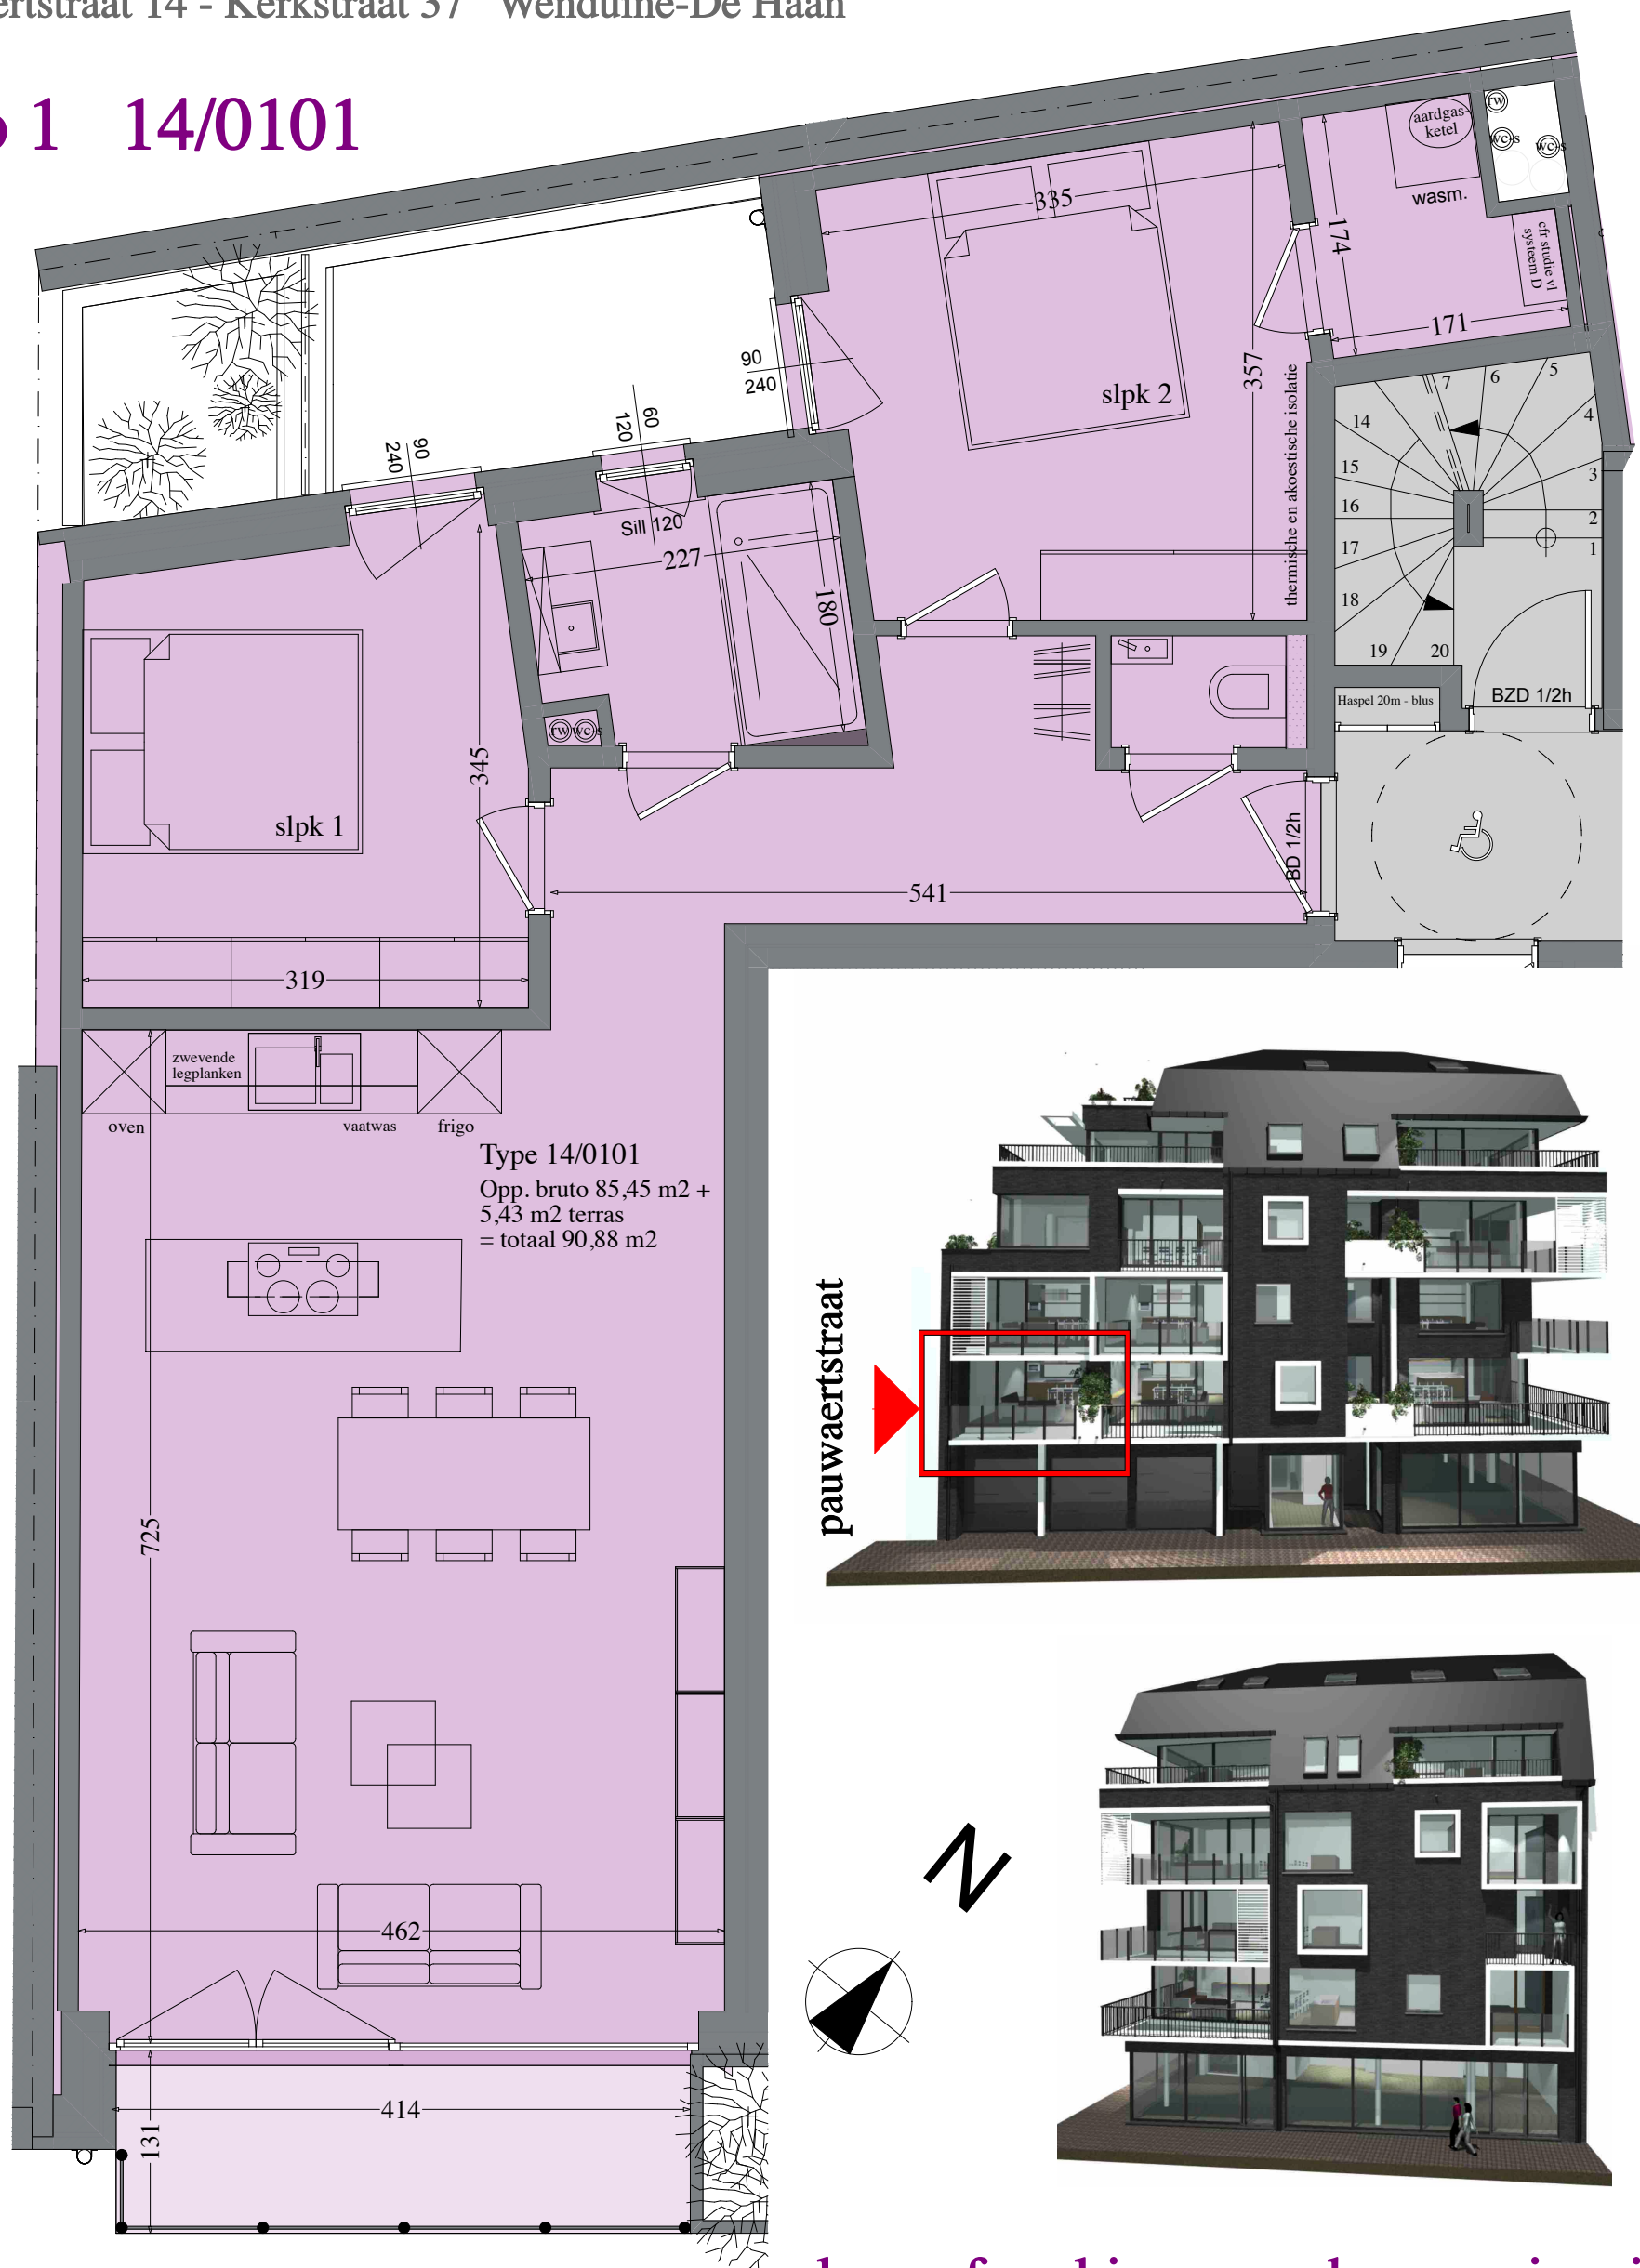 14 - Kerkstraat 37 Wenduine-De Haan
1 14/0101
rw
wc-s
wc-s
aardgas-
ketel
wasm.
cfr studie vl
systeem D
335
174
171
90
240
357
slpk 2
thermische en akoestische isolatie
7
6
5
4
3
2
1
14
15
16
17
18
19
20
60
120
90
240
Sill 120
227
180
Haspel 20m - blus
BZD 1/2h
rw
wc-s
345
slpk 1
BD 1/2h
541
319
zwevende
legplanken
oven
vaatwas
frigo
Type 14/0101
Opp. bruto 85,45 m2 +
5,43 m2 terras
= totaal 90,88 m2
pauwaertstraat
725
462
N
414
131